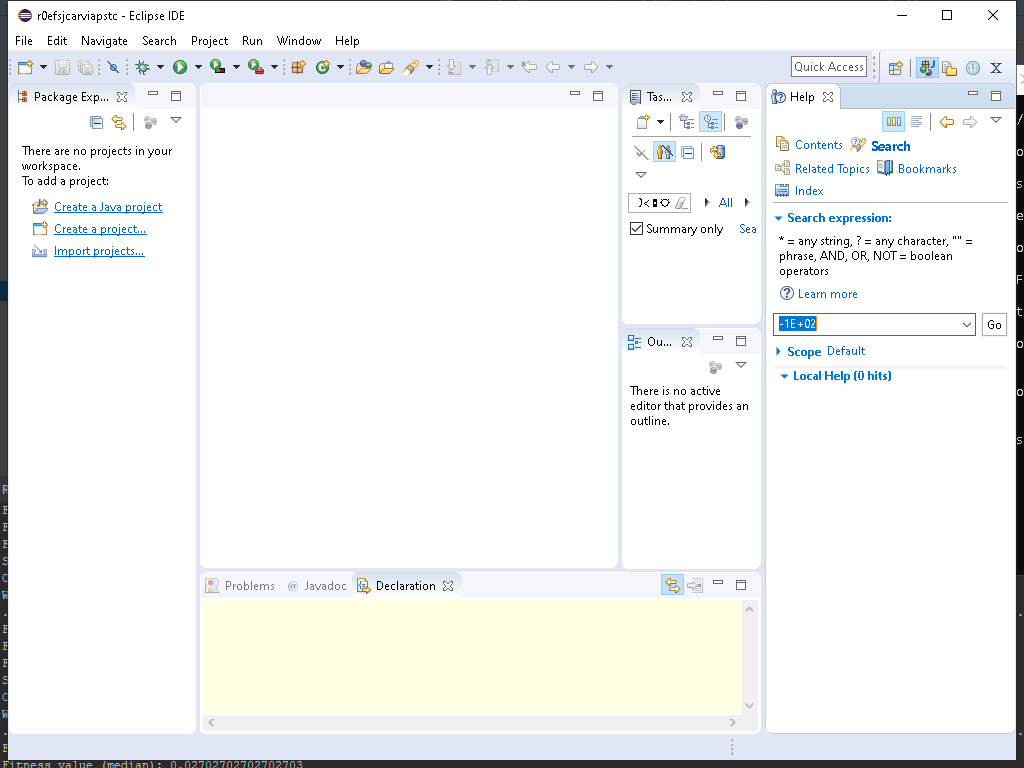 r0efsjcarviapstc - Eclipse IDE
File Edit Navigate Search Project Run Window Help
Quick Access
Package Exp...
There are no projects in your
workspace.
To add a project:
Create a Java project
Create a project...
Import projects...
Tas...
All
Summary only Sea
Ou...
There is no active
editor that provides an
outline.
Help
Contents Search
Related Topics Bookmarks
Index
Search expression:
* = any string, ? = any character, "" =
phrase, AND, OR, NOT = boolean
operators
Learn more
-1E+02 Go
Scope Default
Local Help (0 hits)
Problems @ Javadoc Declaration
Fitness value (median): 0.02702702702702703